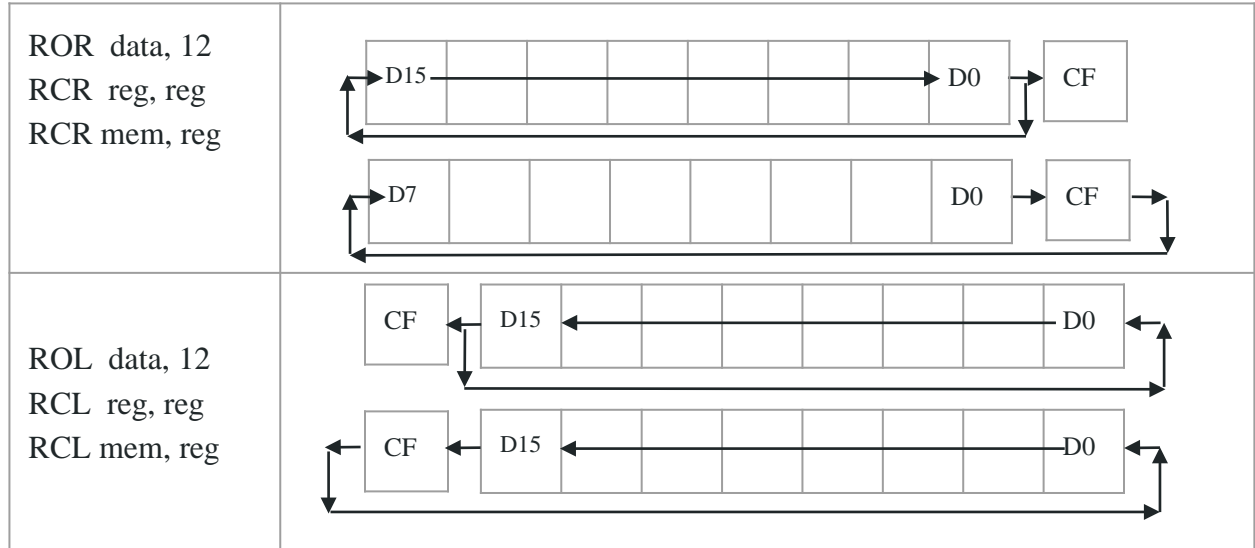 ROR data, 12
RCR reg, reg
RCR mem, reg
D15 D0 CF
D7 D0 CF
ROL data, 12
RCL reg, reg
RCL mem, reg
CF D15 D0
CF D15 D0